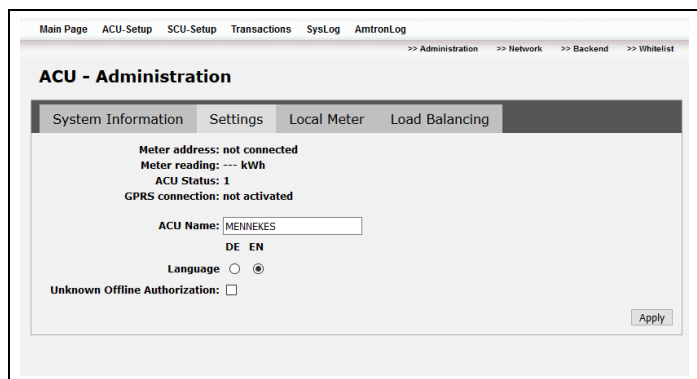 Main Page ACU-Setup SCU-Setup Transactions SysLog AmtronLog
>> Administration >> Network >> Backend >> Whitelist
ACU - Administration
System Information Settings Local Meter Load Balancing
Meter address: not connected
Meter reading: --- kWh
ACU Status: 1
GPRS connection: not activated
ACU Name: MENNEKES
DE EN
Language
Unknown Offline Authorization:
Apply